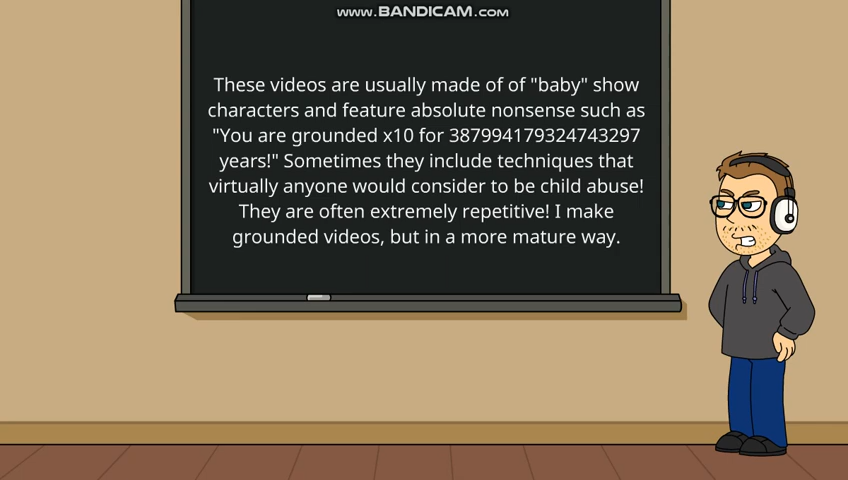 www.BANDICAM.com
These videos are usually made of of "baby" show
characters and feature absolute nonsense such as
"You are grounded x10 for 387994179324743297
years!" Sometimes they include techniques that
virtually anyone would consider to be child abuse!
They are often extremely repetitive! I make
grounded videos, but in a more mature way.